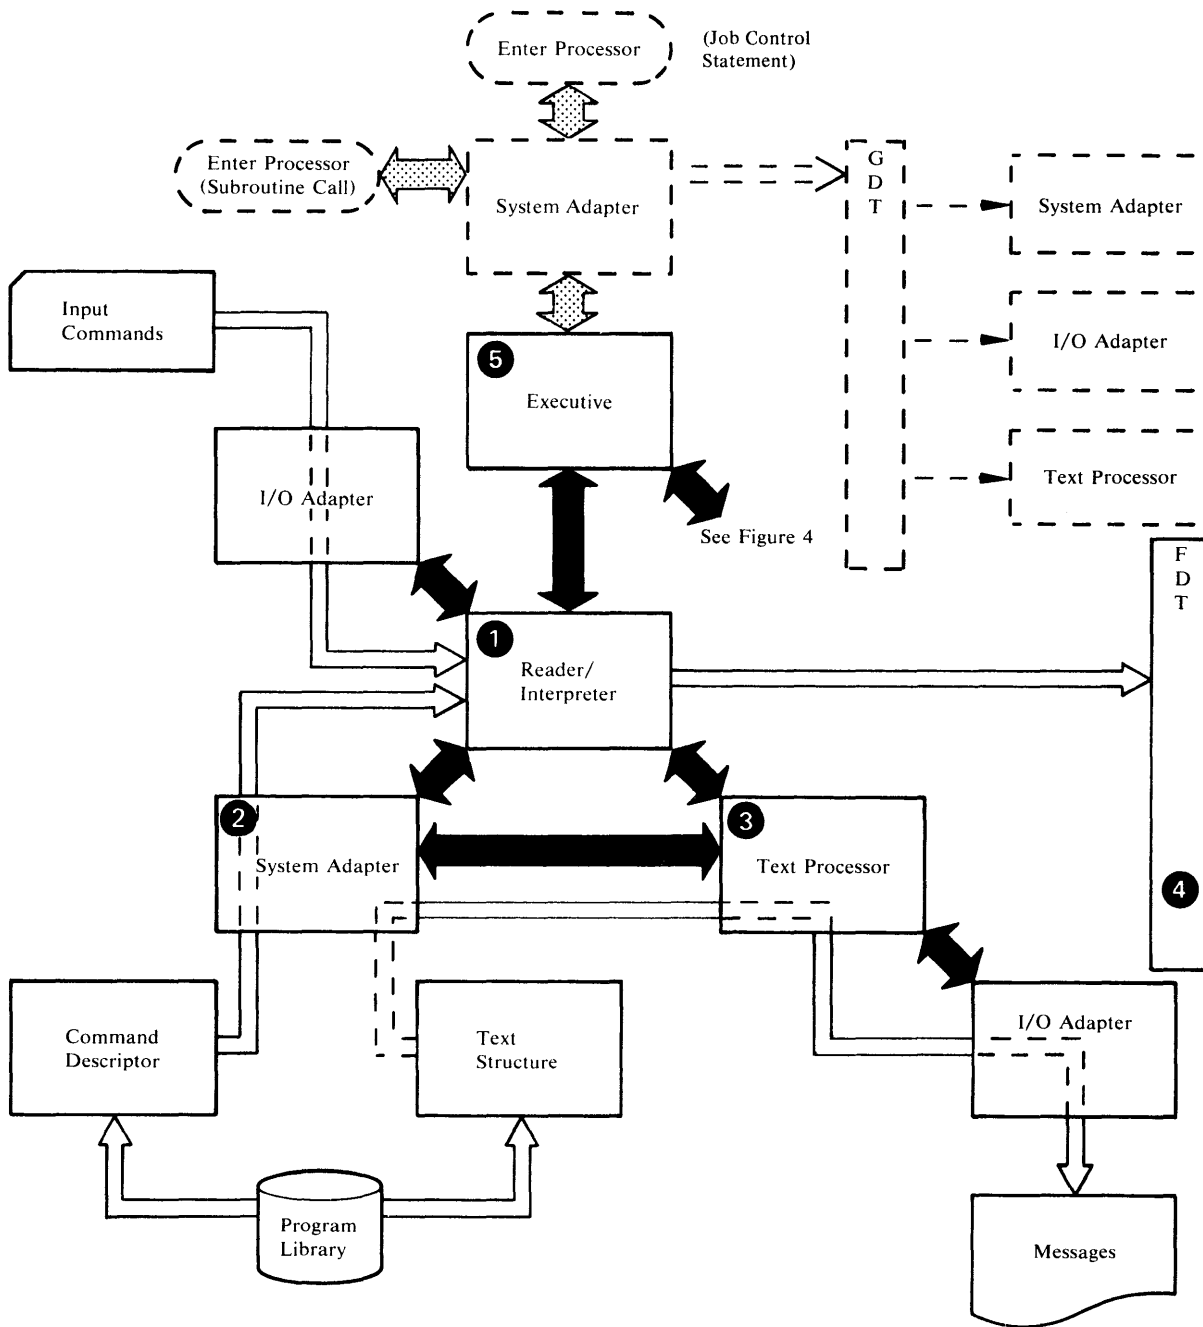 Enter Processor
(Job Control
Statement)
Enter Processor
(Subroutine Call)
System Adapter
G
D
T
System Adapter
I/O Adapter
Text Processor
Input
Commands
5
Executive
I/O Adapter
See Figure 4
F
D
T
1
Reader/
Interpreter
2
System Adapter
3
Text Processor
4
Command
Descriptor
Text
Structure
I/O Adapter
Program
Library
Messages